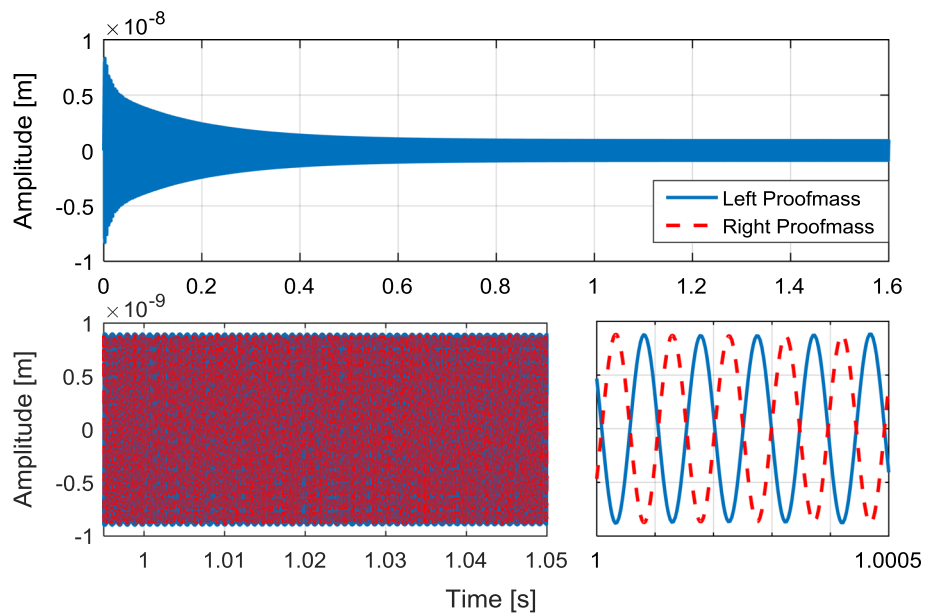 ×10⁻⁸
Amplitude [m]
1
0.5
0
-0.5
-1
0 0.2 0.4 0.6 0.8 1 1.2 1.4 1.6
Left Proofmass
Right Proofmass
×10⁻⁹
Amplitude [m]
1
0.5
0
-0.5
-1
1 1.01 1.02 1.03 1.04 1.05
1 1.0005
Time [s]